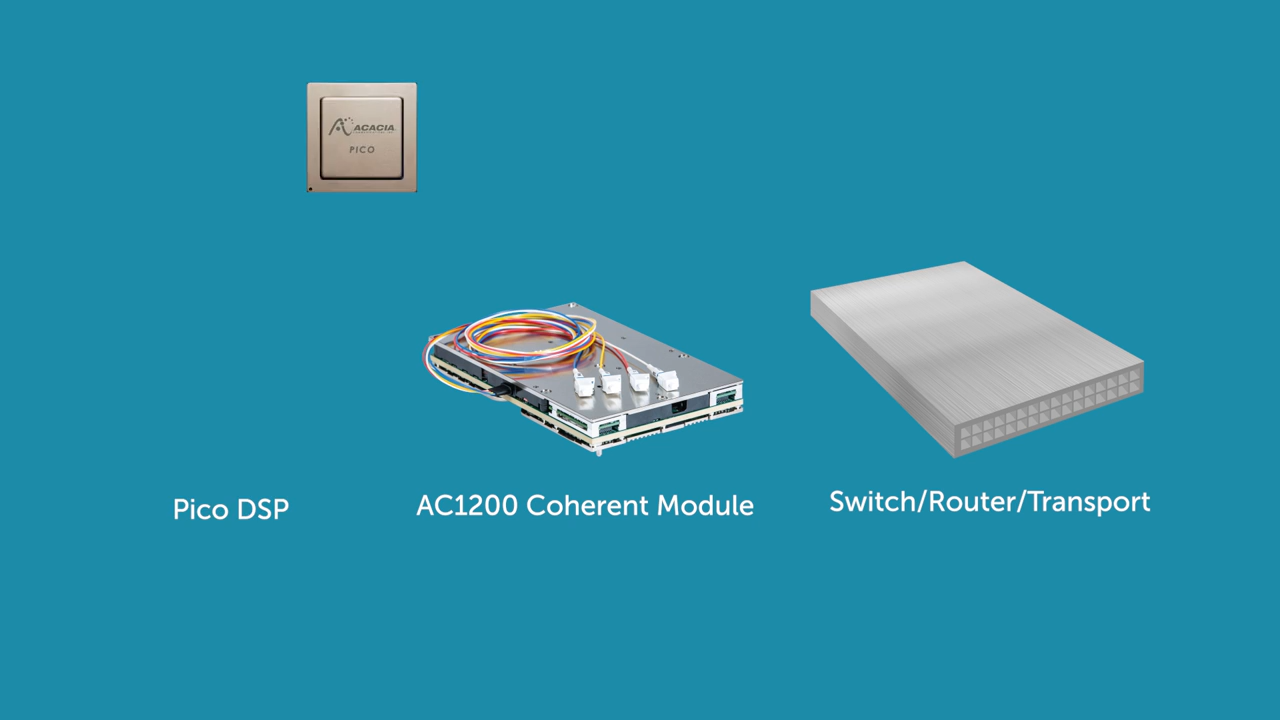 ACACIA
PICO
Pico DSP
AC1200 Coherent Module
Switch/Router/Transport